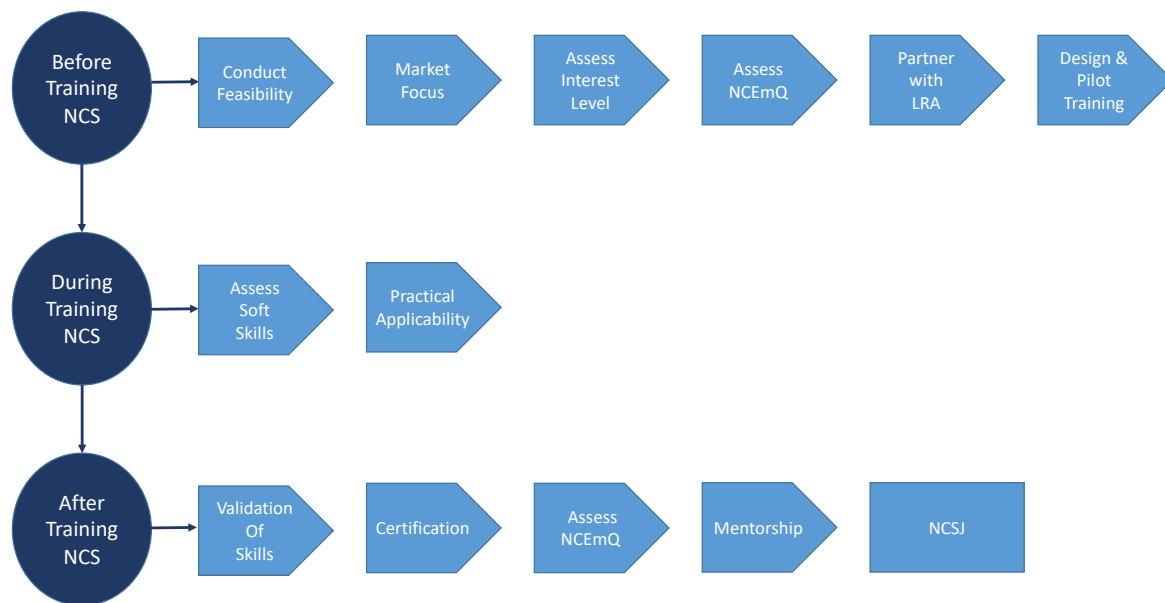 Before
Training
NCS
Conduct
Feasibility
Market
Focus
Assess
Interest
Level
Assess
NCEmQ
Partner
with
LRA
Design &
Pilot
Training
During
Training
NCS
Assess
Soft
Skills
Practical
Applicability
After
Training
NCS
Validation
Of
Skills
Certification
Assess
NCEmQ
Mentorship
NCSJ